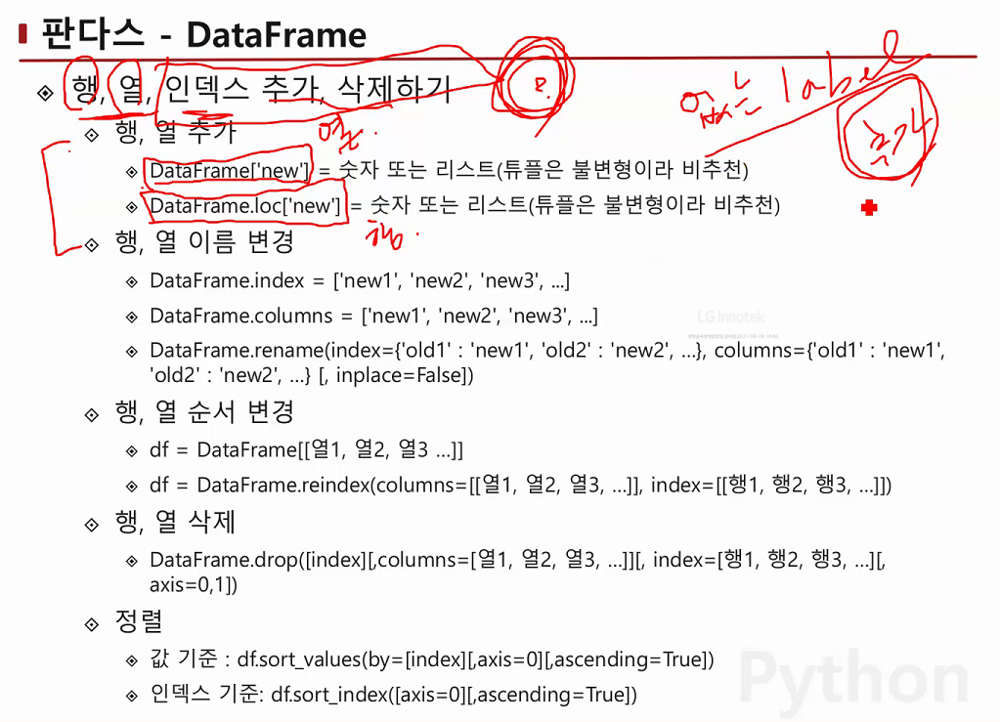 판다스 - DataFrame
행, 열, 인덱스 추가, 삭제하기
없는 label
추가
행, 열 추가
열.
DataFrame['new'] = 숫자 또는 리스트(튜플은 불변형이라 비추천)
DataFrame.loc['new'] = 숫자 또는 리스트(튜플은 불변형이라 비추천)
행.
행, 열 이름 변경
DataFrame.index = ['new1', 'new2', 'new3', ...]
DataFrame.columns = ['new1', 'new2', 'new3', ...]
LG Innotek
DataFrame.rename(index={'old1' : 'new1', 'old2' : 'new2', ...}, columns={'old1' : 'new1',
'old2' : 'new2', ...} [, inplace=False])
행, 열 순서 변경
df = DataFrame[[열1, 열2, 열3 ...]]
df = DataFrame.reindex(columns=[[열1, 열2, 열3, ...]], index=[[행1, 행2, 행3, ...]])
행, 열 삭제
DataFrame.drop([index][,columns=[열1, 열2, 열3, ...]][, index=[행1, 행2, 행3, ...][,
axis=0,1])
정렬
값 기준 : df.sort_values(by=[index][,axis=0][,ascending=True])
인덱스 기준: df.sort_index([axis=0][,ascending=True])
Python